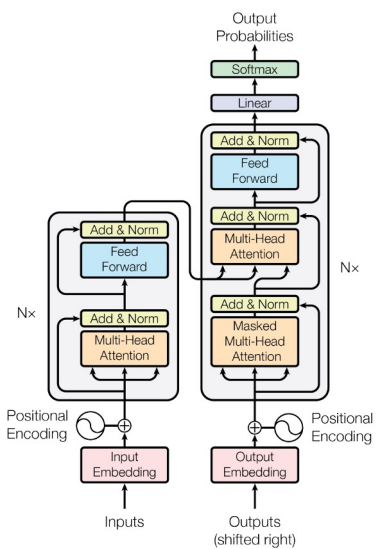 Output
Probabilities
Softmax
Linear
Add & Norm
Feed
Forward
Add & Norm
Multi-Head
Attention
Nx
Add & Norm
Masked
Multi-Head
Attention
Add & Norm
Feed
Forward
Nx
Add & Norm
Multi-Head
Attention
Positional
Encoding
Positional
Encoding
Input
Embedding
Output
Embedding
Inputs
Outputs
(shifted right)